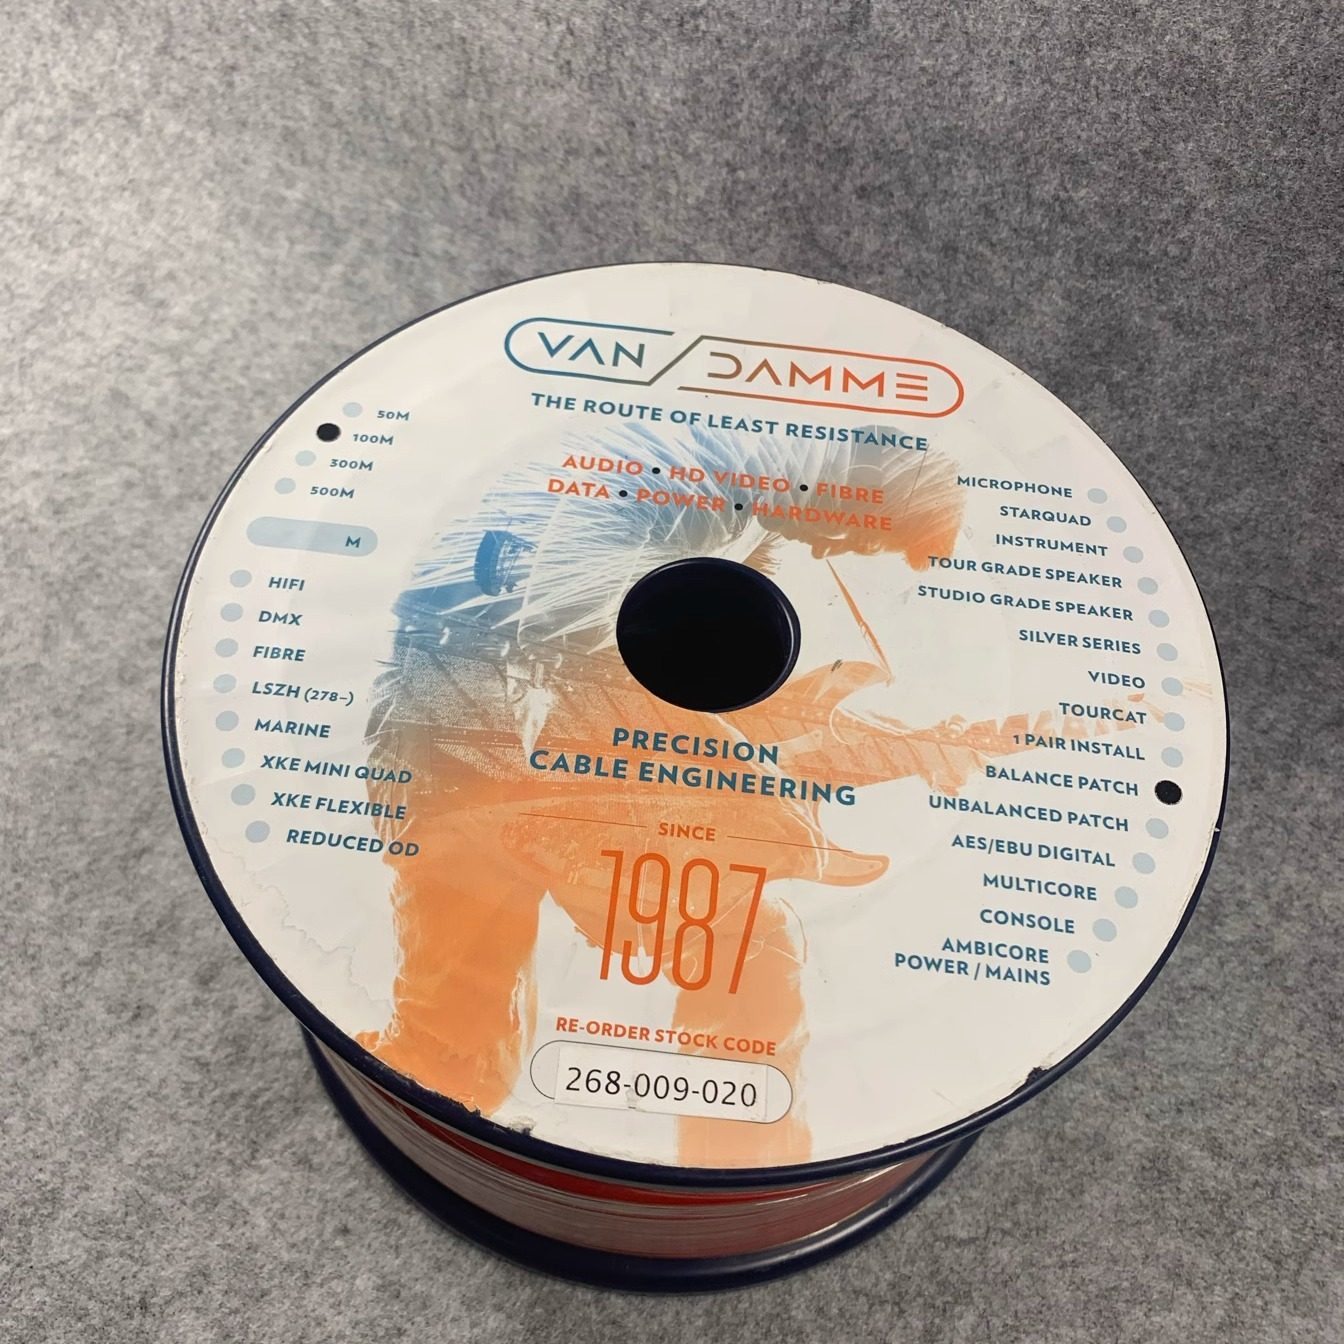 VAN DAMME
THE ROUTE OF LEAST RESISTANCE
AUDIO • HD VIDEO • FIBRE
DATA • POWER • HARDWARE
50M
100M
300M
500M
M
HIFI
DMX
FIBRE
LSZH (278-)
MARINE
XKE MINI QUAD
XKE FLEXIBLE
REDUCED OD
MICROPHONE
STARQUAD
INSTRUMENT
TOUR GRADE SPEAKER
STUDIO GRADE SPEAKER
SILVER SERIES
VIDEO
TOURCAT
1 PAIR INSTALL
BALANCE PATCH
UNBALANCED PATCH
AES/EBU DIGITAL
MULTICORE
CONSOLE
AMBICORE
POWER / MAINS
PRECISION
CABLE ENGINEERING
SINCE
1987
RE-ORDER STOCK CODE
268-009-020